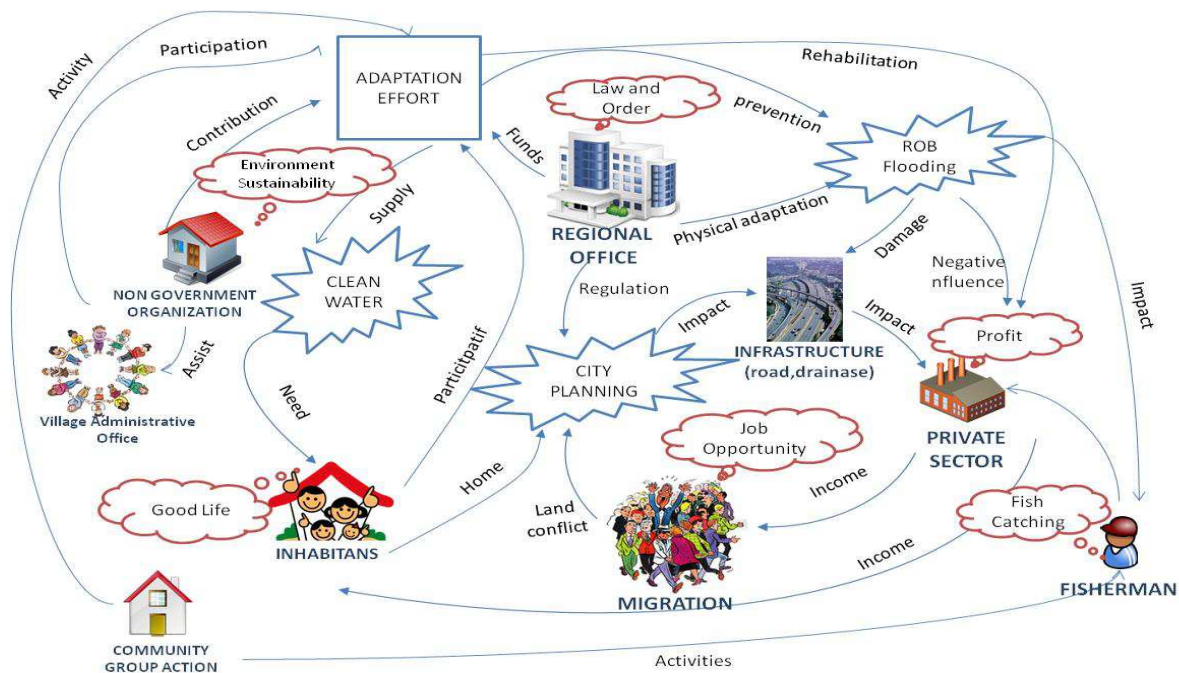 Activity
Participation
ADAPTATION
EFFORT
Rehabilitation
Law and
Order
prevention
Contribution
Funds
ROB
Flooding
Environment
Sustainability
Supply
Physical adaptation
REGIONAL
OFFICE
Damage
NON GOVERNMENT
ORGANIZATION
CLEAN
WATER
Regulation
Negative
nfluence
Impact
Impact
Impact
Profit
Assist
Particitpatif
INFRASTRUCTURE
(road,drainase)
CITY
PLANNING
Need
Village Administrative
Office
Job
Opportunity
PRIVATE
SECTOR
Home
Income
Good Life
Land
conflict
Fish
Catching
INHABITANS
Income
MIGRATION
FISHERMAN
COMMUNITY
GROUP ACTION
Activities